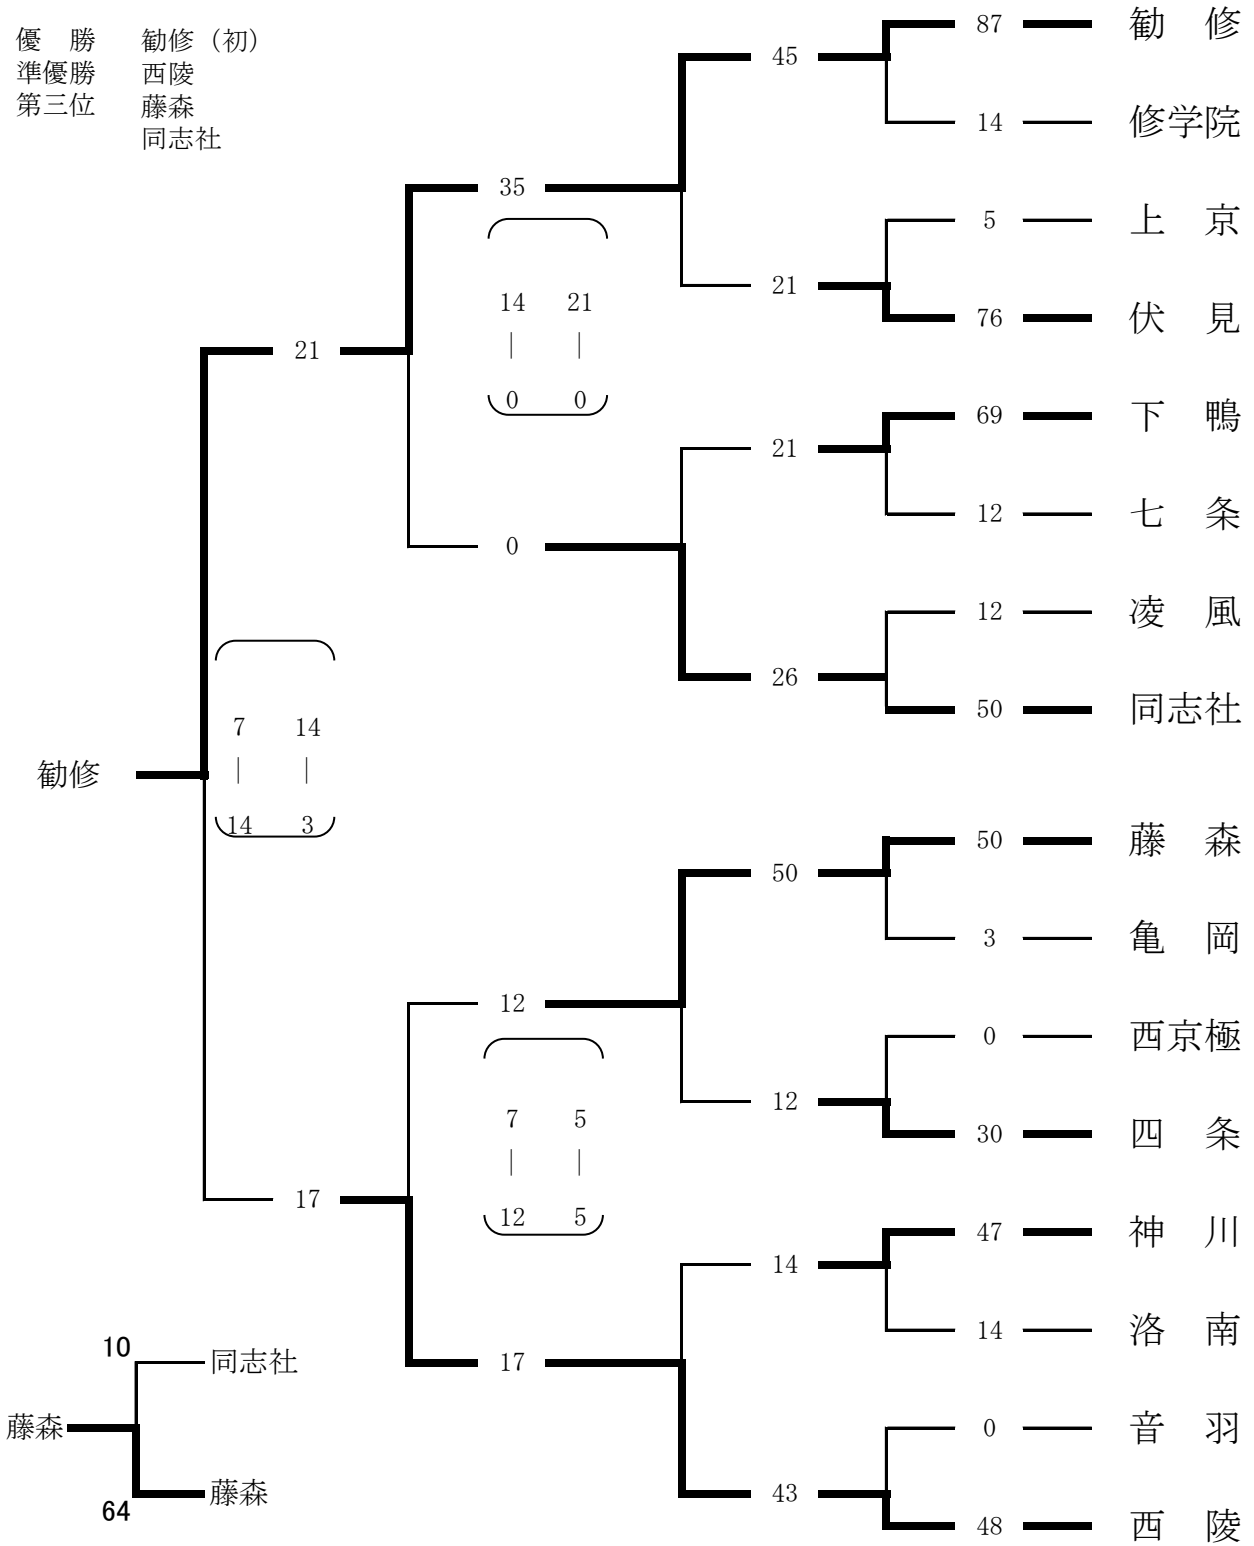 優　勝　勧修（初）
準優勝　西陵
第三位　藤森
同志社
87 勧　修
45
14 修学院
35
5 上　京
21
76 伏　見
14 21
｜ ｜
0 0
21
69 下　鴨
21
12 七　条
0
12 凌　風
26
50 同志社
7 14
｜ ｜
14 3
勧修
50 藤　森
50
3 亀　岡
12
0 西京極
12
30 四　条
7 5
｜ ｜
12 5
17
47 神　川
14
14 洛　南
17
0 音　羽
43
48 西　陵
10 同志社
藤森
64 藤森